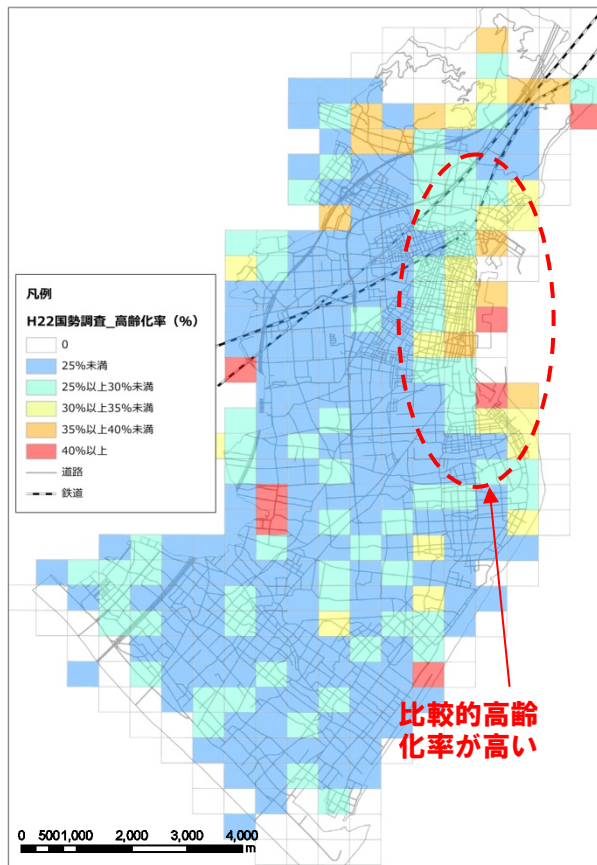 凡例
H22国勢調査_高齢化率（%）
0
25%未満
25%以上30%未満
30%以上35%未満
35%以上40%未満
40%以上
道路
鉄道
比較的高齢
化率が高い
0 5001,000 2,000 3,000 4,000
m